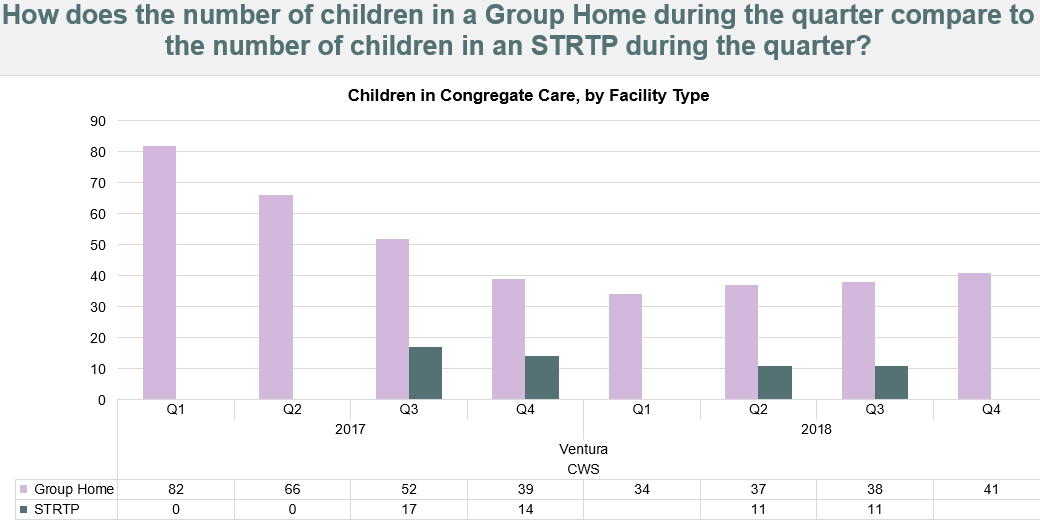 How does the number of children in a Group Home during the quarter compare to
the number of children in an STRTP during the quarter?
Children in Congregate Care, by Facility Type
90
80
70
60
50
40
30
20
10
0
Q1 Q2 Q3 Q4 Q1 Q2 Q3 Q4
2017 2018
Ventura
CWS
Group Home 82 66 52 39 34 37 38 41
STRTP 0 0 17 14 11 11